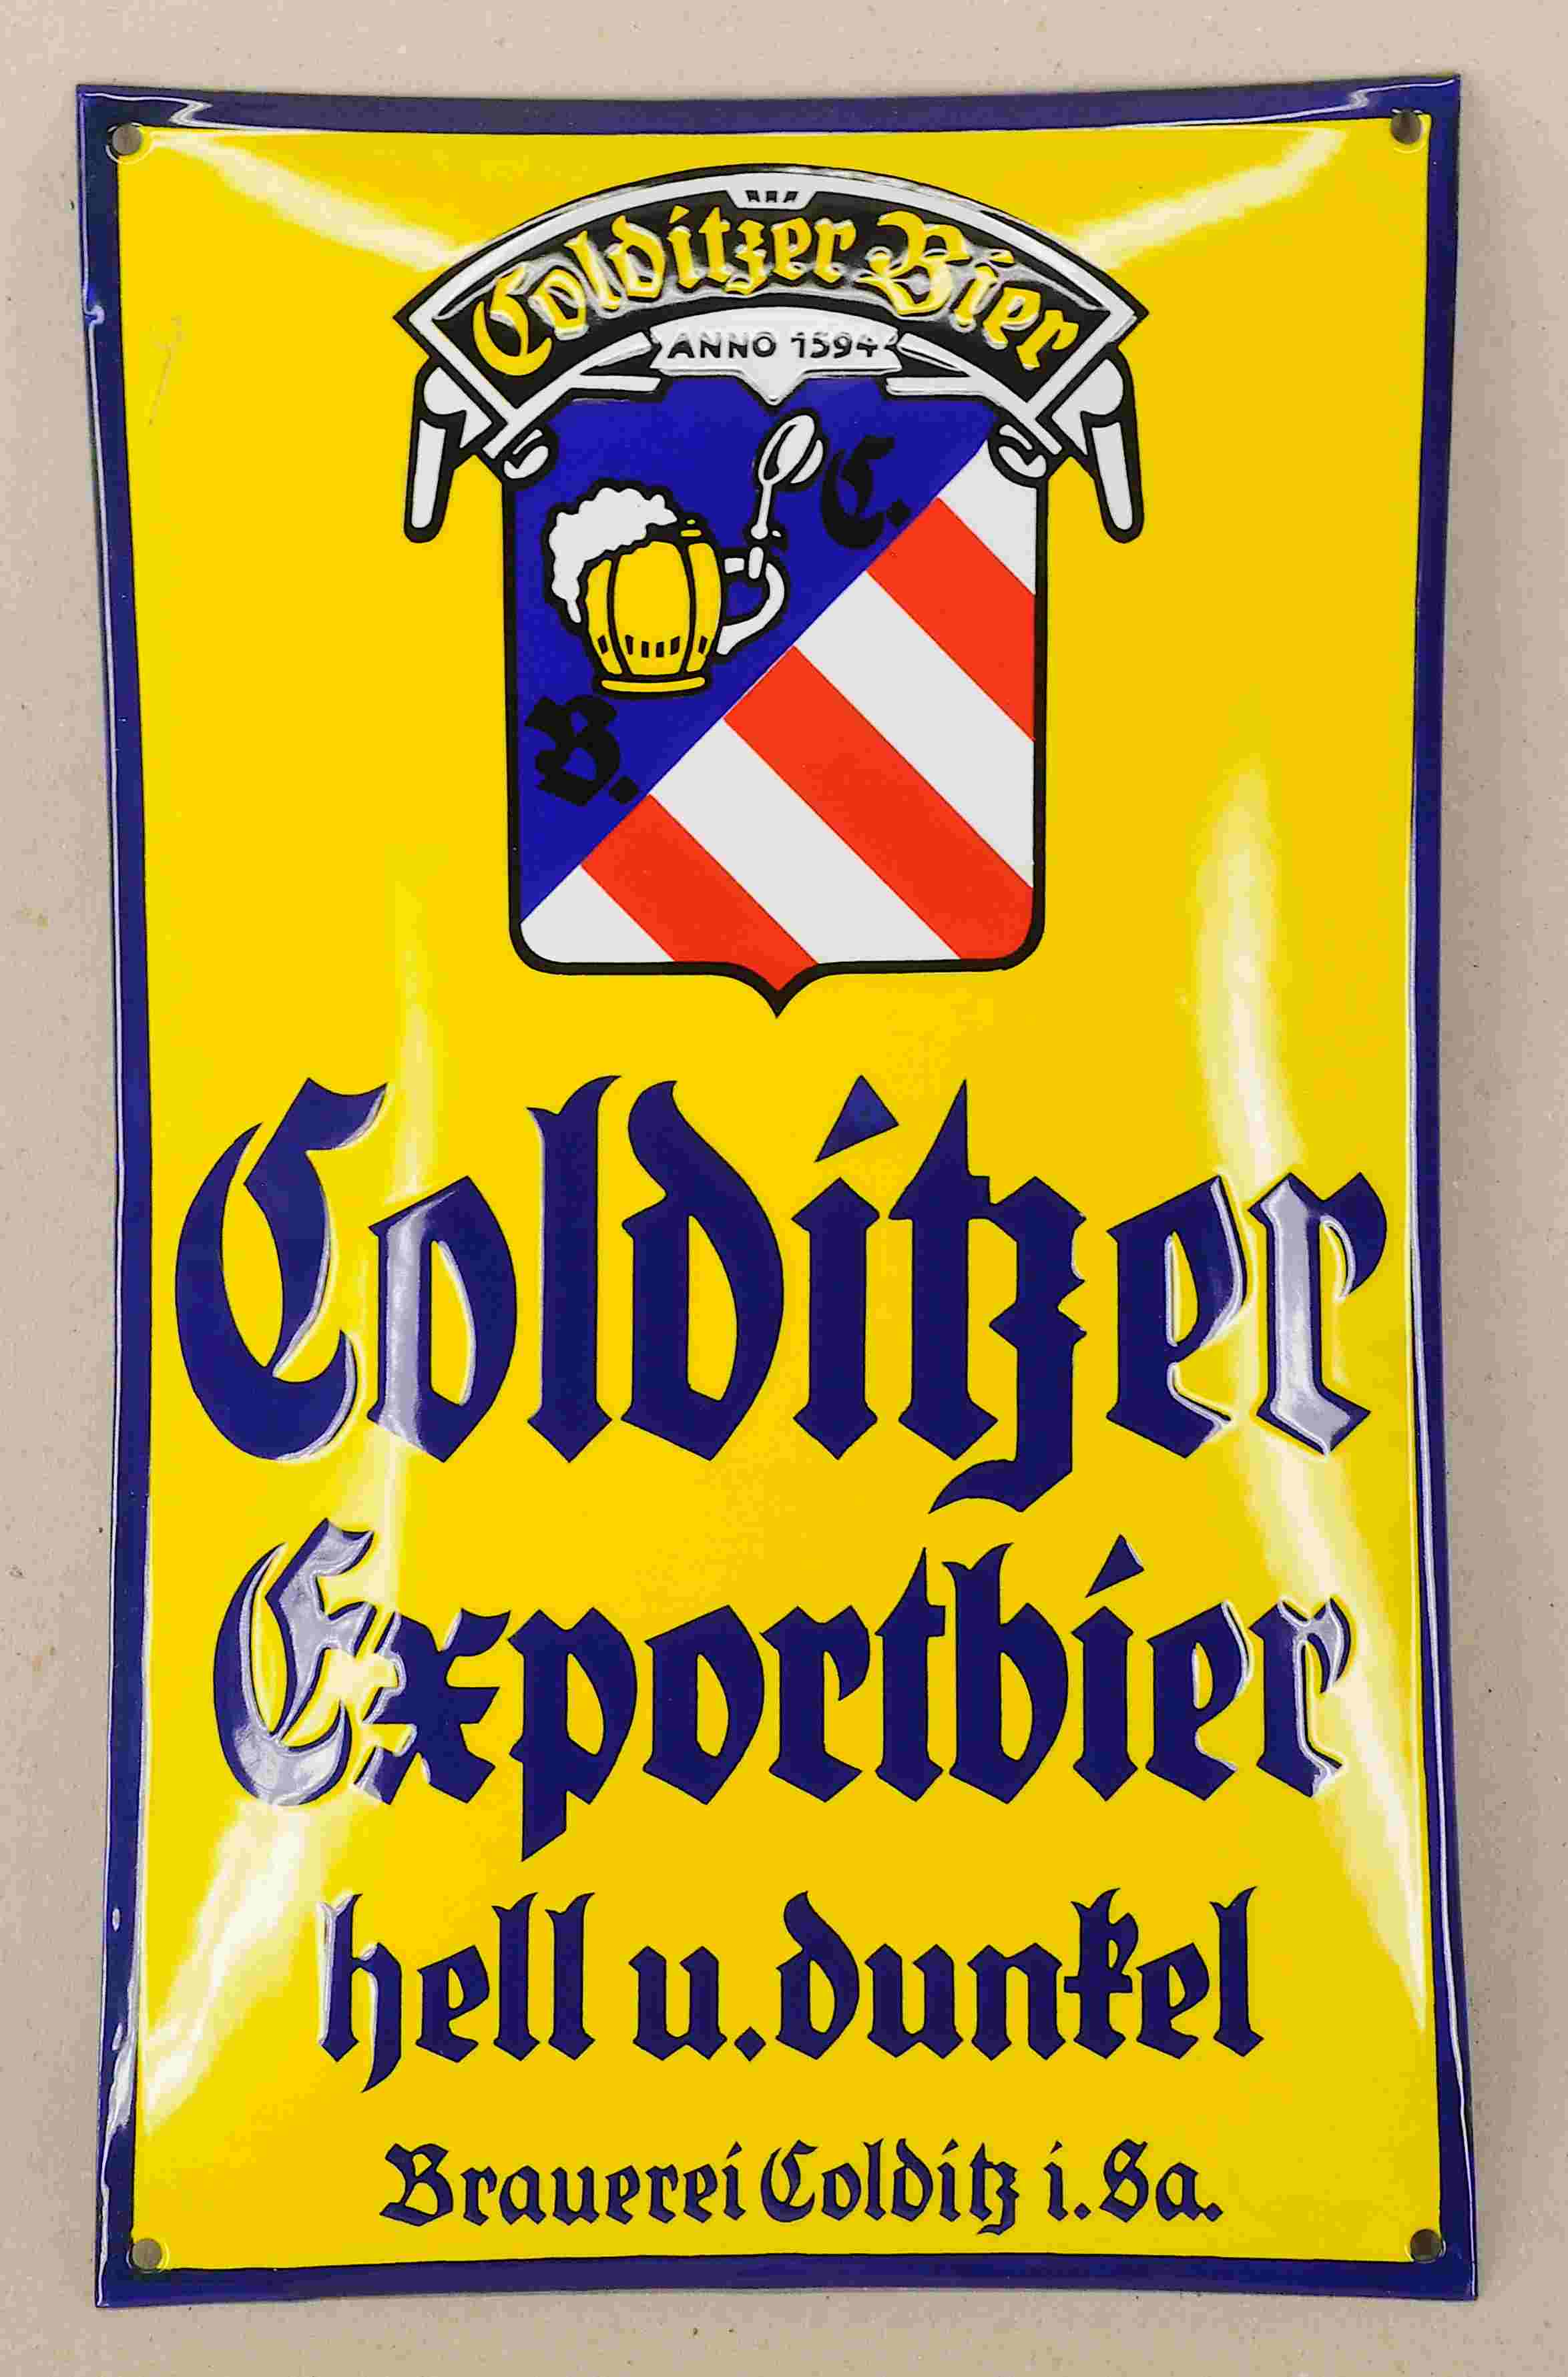 Colditzer Bier
ANNO 1594
C.
B.
Colditzer
Exportbier
hell u. dunkel
Brauerei Colditz i. Sa.